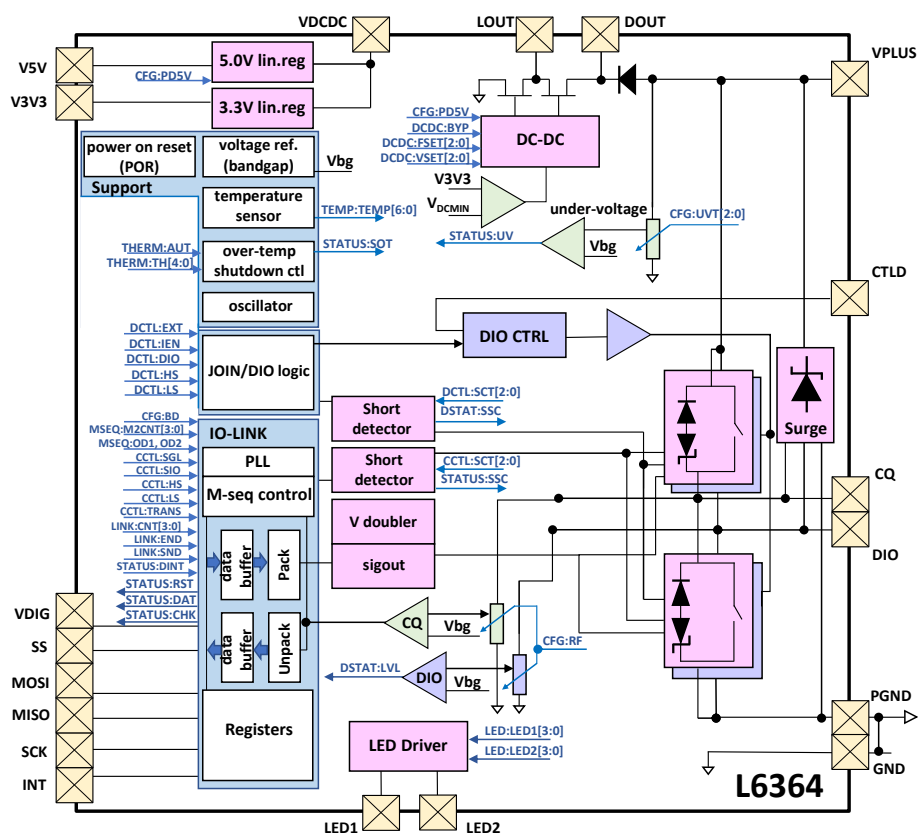 VDCDC
LOUT
DOUT
VPLUS
V5V
V3V3
5.0V lin.reg
CFG:PD5V
3.3V lin.reg
CFG:PD5V
DCDC:BYP
DCDC:FSET[2:0]
DCDC:VSET[2:0]
DC-DC
V3V3
VDCMIN
power on reset
(POR)
voltage ref.
(bandgap)
Vbg
Support
temperature
sensor
TEMP:TEMP[6:0]
under-voltage
CFG:UVT[2:0]
STATUS:UV
Vbg
THERM:AUT
THERM:TH[4:0]
over-temp
shutdown ctl
STATUS:SOT
oscillator
CTLD
DCTL:EXT
DCTL:IEN
DCTL:DIO
DCTL:HS
DCTL:LS
JOIN/DIO logic
DIO CTRL
Surge
Short
detector
DCTL:SCT[2:0]
DSTAT:SSC
CFG:BD
MSEQ:M2CNT[3:0]
MSEQ:OD1, OD2
CCTL:SGL
CCTL:SIO
CCTL:HS
CCTL:LS
CCTL:TRANS
LINK:CNT[3:0]
LINK:END
LINK:SND
STATUS:DINT
STATUS:RST
STATUS:DAT
STATUS:CHK
IO-LINK
PLL
M-seq control
Short
detector
CCTL:SCT[2:0]
STATUS:SSC
V doubler
sigout
CQ
DIO
data
buffer
Pack
data
buffer
Unpack
CQ
Vbg
CFG:RF
DSTAT:LVL
DIO
Vbg
VDIG
SS
MOSI
MISO
SCK
INT
Registers
LED Driver
LED:LED1[3:0]
LED:LED2[3:0]
PGND
GND
L6364
LED1
LED2